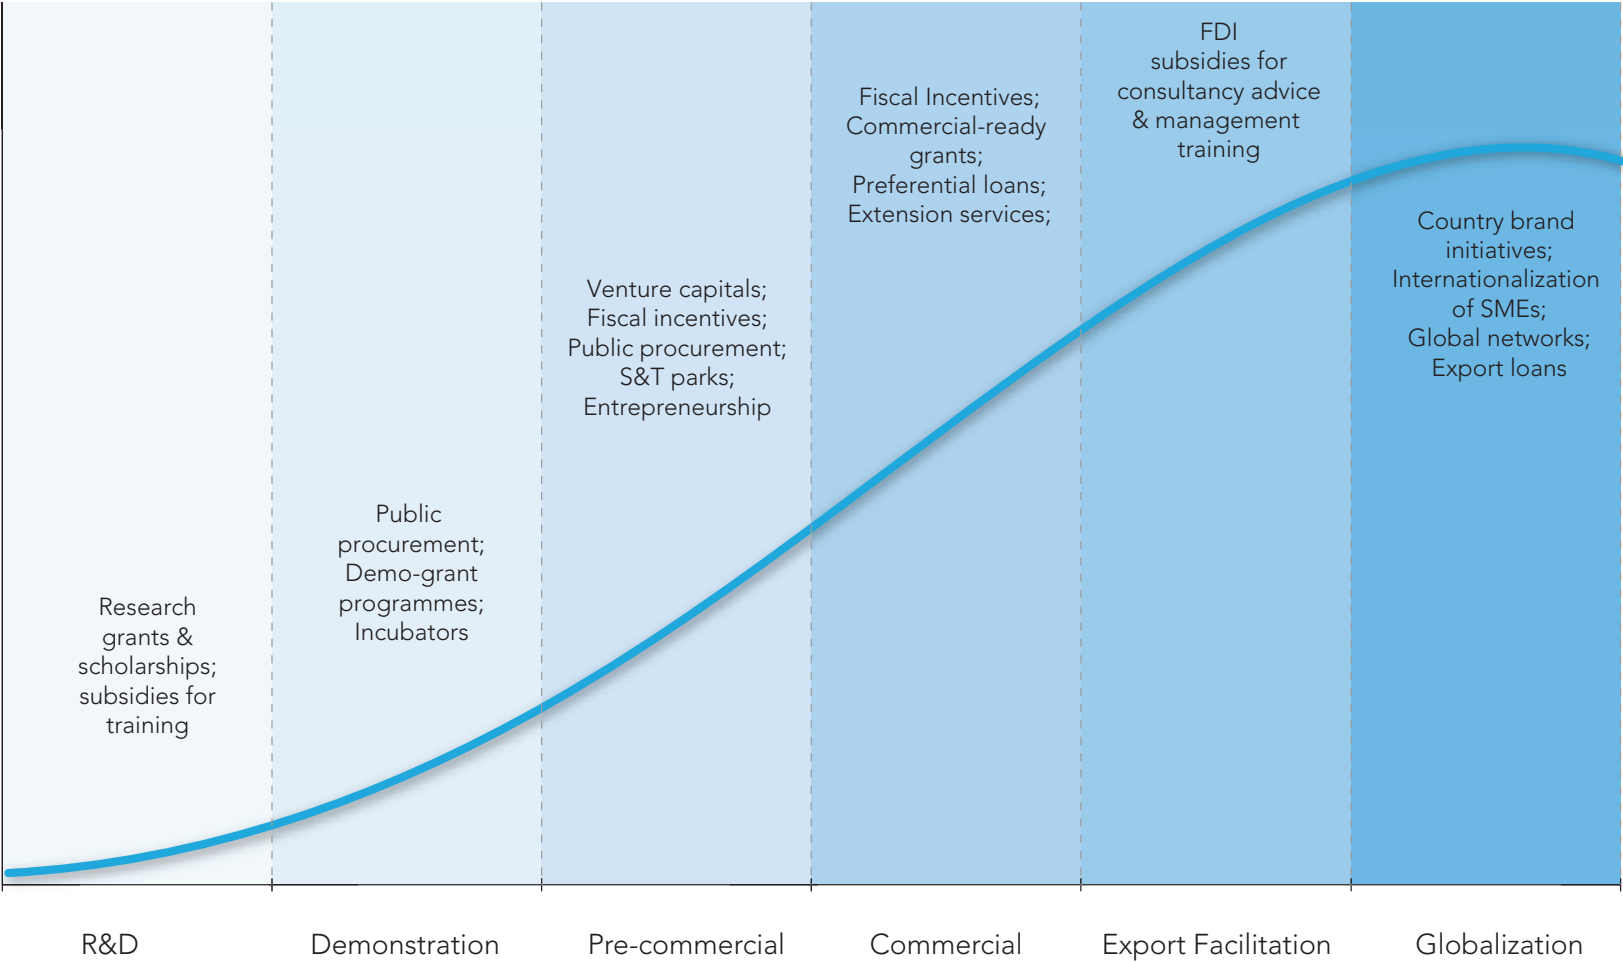 FDI
subsidies for
consultancy advice
& management
training
Fiscal Incentives;
Commercial-ready
grants;
Preferential loans;
Extension services;
Country brand
initiatives;
Internationalization
of SMEs;
Global networks;
Export loans
Venture capitals;
Fiscal incentives;
Public procurement;
S&T parks;
Entrepreneurship
Public
procurement;
Demo-grant
programmes;
Incubators
Research
grants &
scholarships;
subsidies for
training
R&D
Demonstration
Pre-commercial
Commercial
Export Facilitation
Globalization